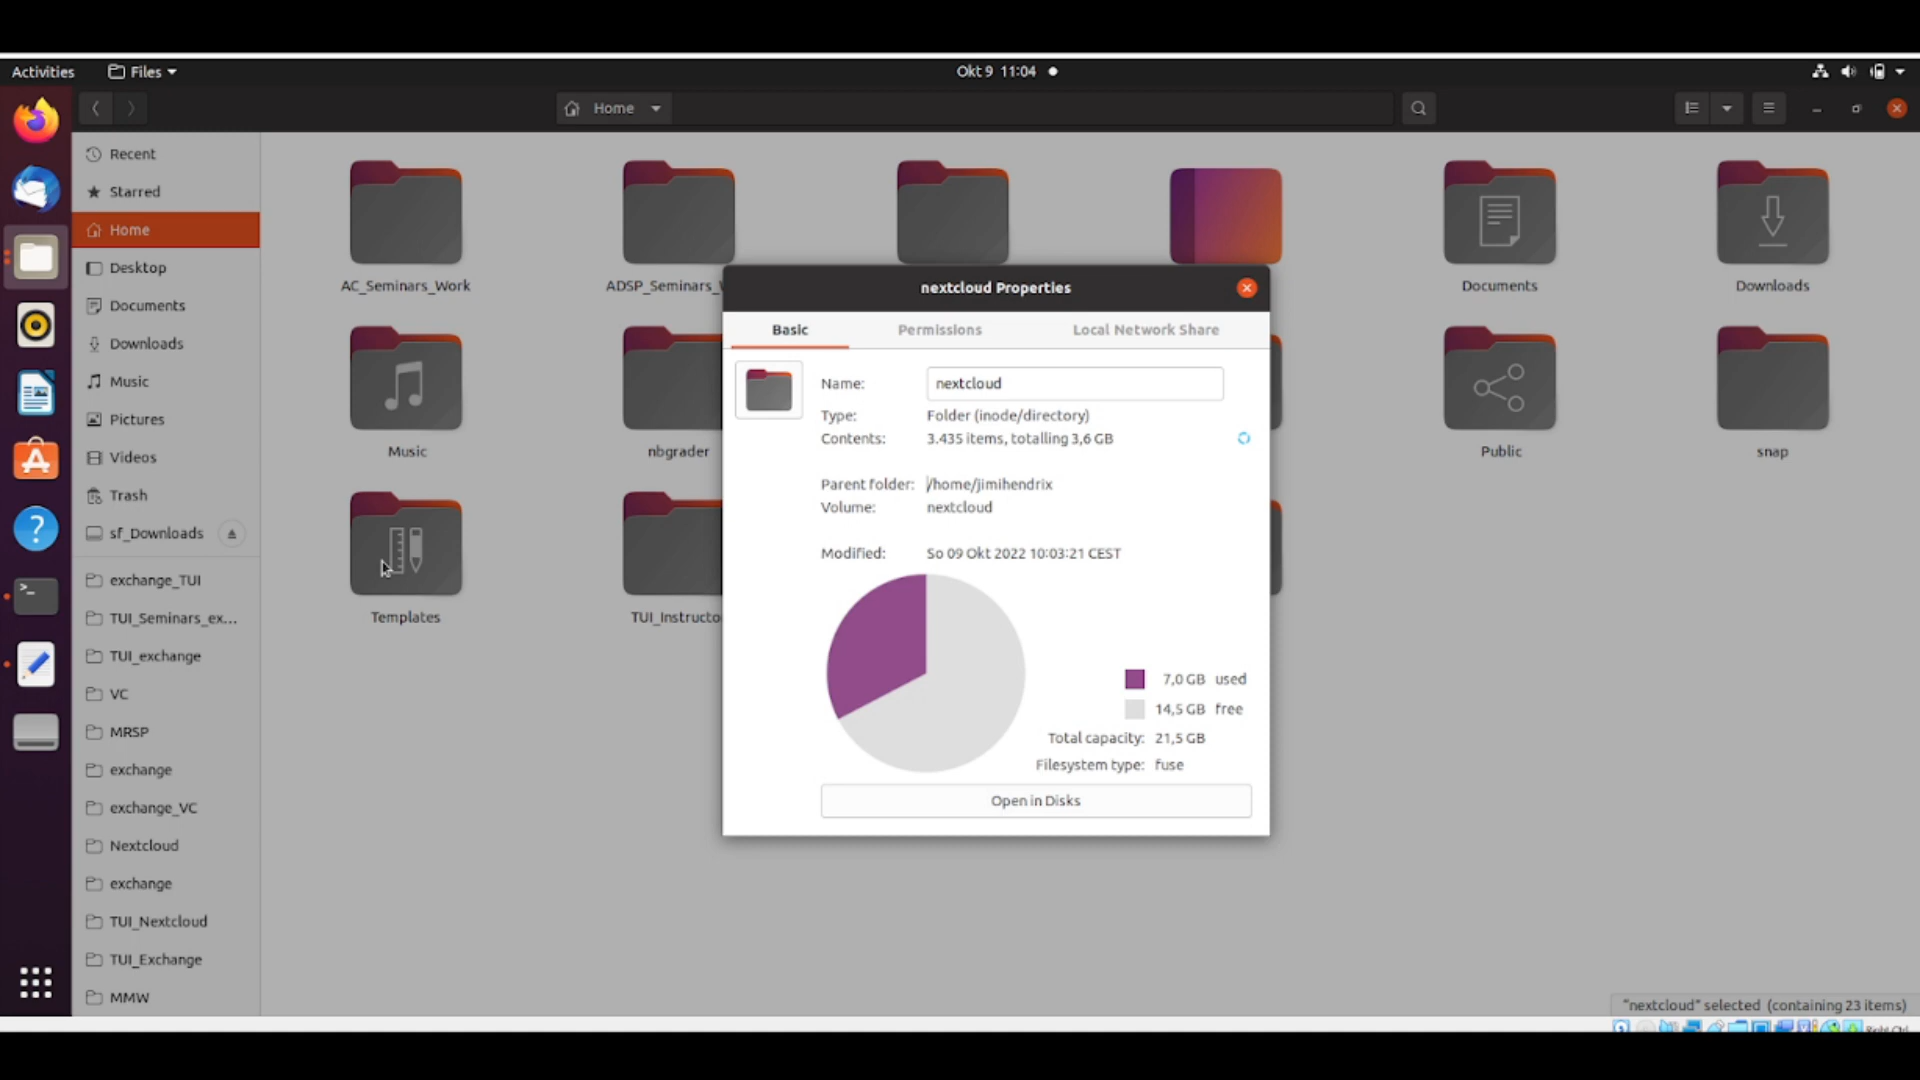 Activities
Files
Okt 9 11:04
Home
Recent
Starred
Home
Desktop
Documents
Downloads
Music
Pictures
Videos
Trash
sf_Downloads
exchange_TUI
TUI_Seminars_ex...
TUI_exchange
VC
MRSP
exchange
exchange_VC
Nextcloud
exchange
TUI_Nextcloud
TUI_Exchange
MMW
AC_Seminars_Work
ADSP_Seminars_
Documents
Downloads
Music
nbgrader
Public
snap
Templates
TUI_Instructo
nextcloud Properties
Basic
Permissions
Local Network Share
Name: nextcloud
Type: Folder (inode/directory)
Contents: 3.435 items, totalling 3,6 GB
Parent folder: /home/jimihendrix
Volume: nextcloud
Modified: So 09 Okt 2022 10:03:21 CEST
7,0 GB used
14,5 GB free
Total capacity: 21,5 GB
Filesystem type: fuse
Open in Disks
"nextcloud" selected (containing 23 items)
Right Ctrl